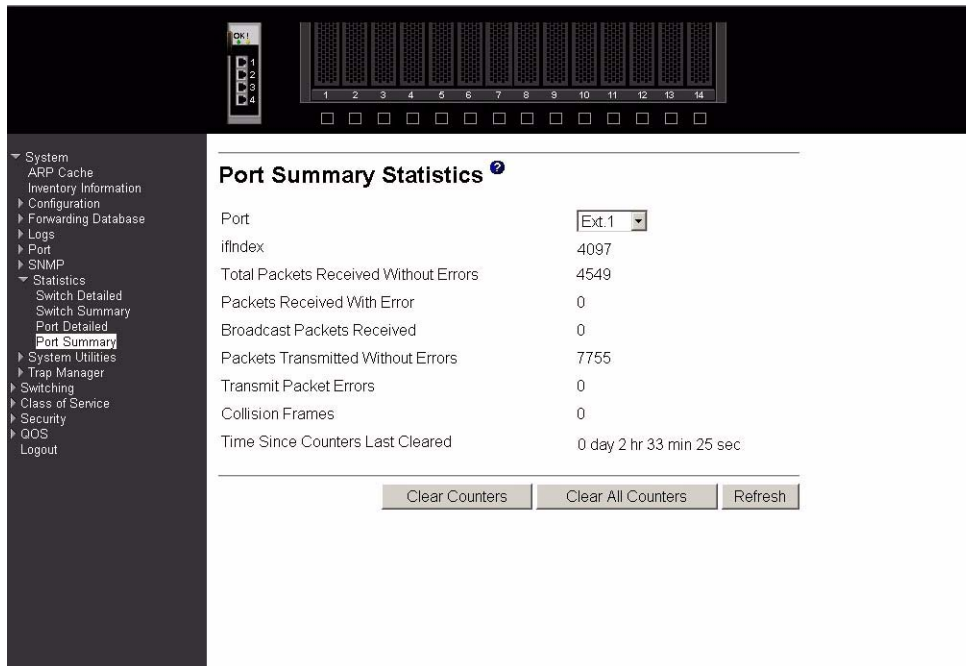 OK!
1
2
3
4
1 2 3 4 5 6 7 8 9 10 11 12 13 14
System
ARP Cache
Inventory Information
Configuration
Forwarding Database
Logs
Port
SNMP
Statistics
Switch Detailed
Switch Summary
Port Detailed
Port Summary
System Utilities
Trap Manager
Switching
Class of Service
Security
QOS
Logout
Port Summary Statistics ?
Port Ext.1
ifIndex 4097
Total Packets Received Without Errors 4549
Packets Received With Error 0
Broadcast Packets Received 0
Packets Transmitted Without Errors 7755
Transmit Packet Errors 0
Collision Frames 0
Time Since Counters Last Cleared 0 day 2 hr 33 min 25 sec
Clear Counters Clear All Counters Refresh